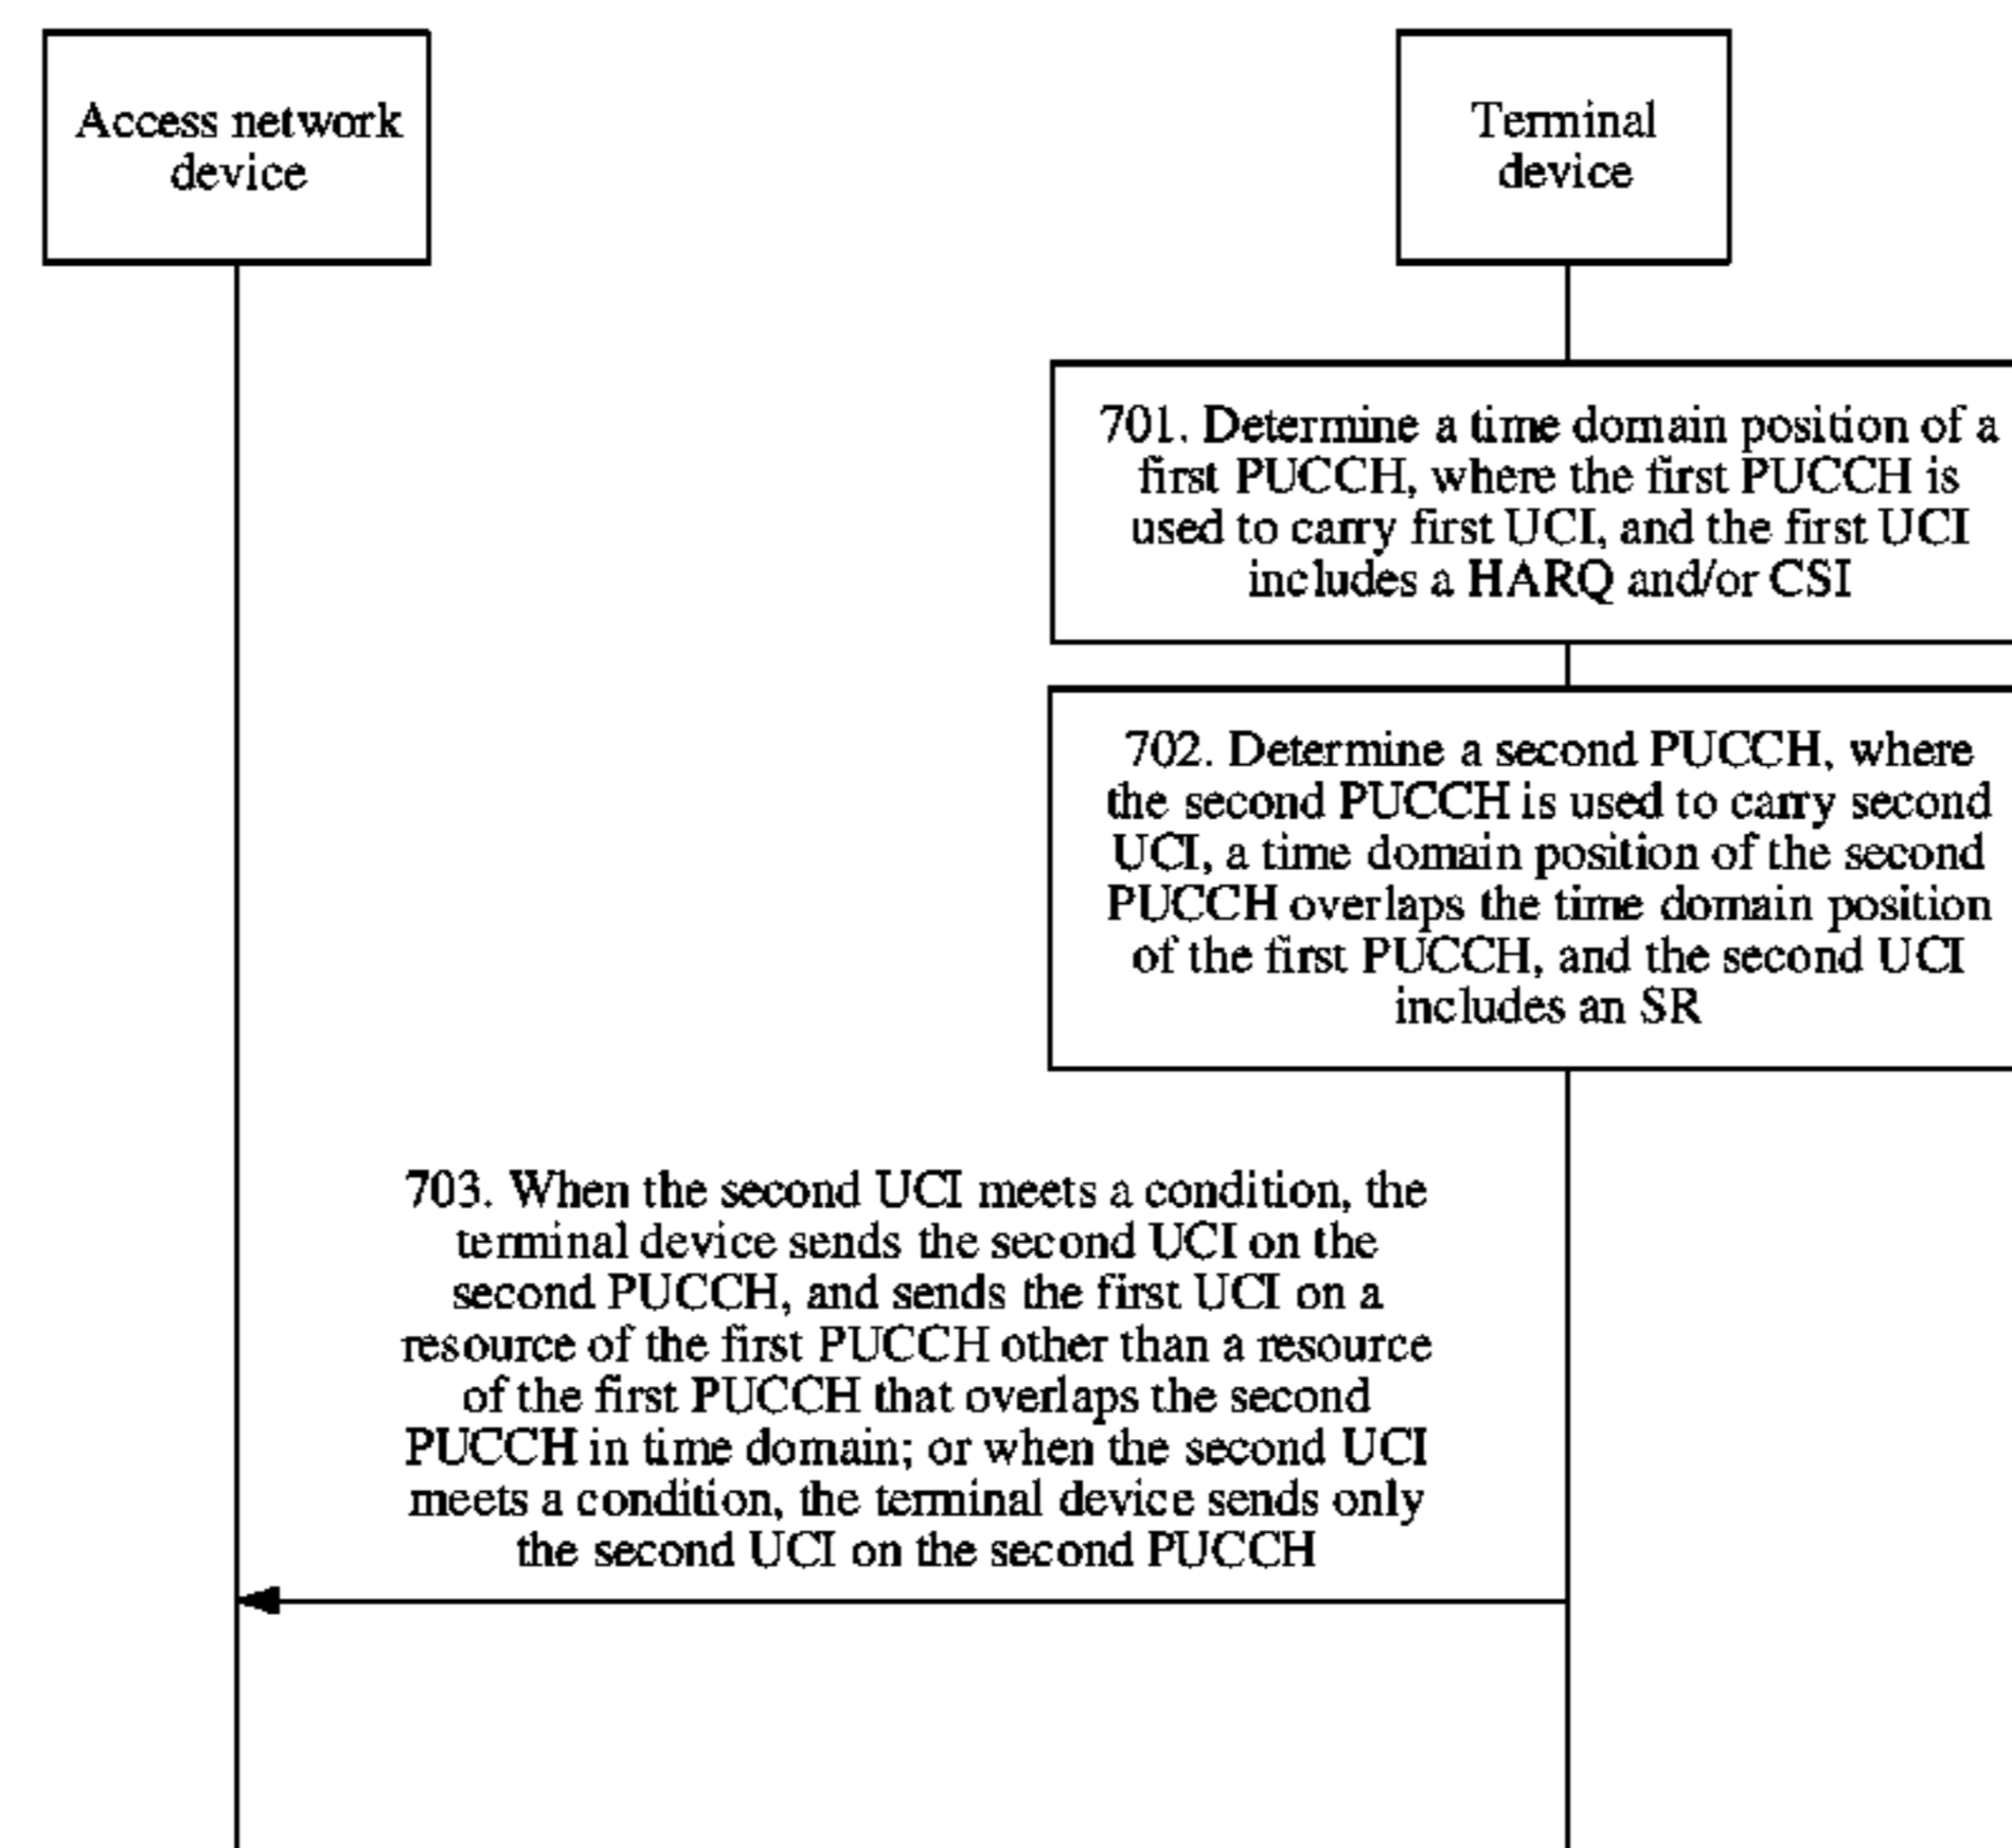 Access network
device
Terminal
device
701. Determine a time domain position of a
first PUCCH, where the first PUCCH is
used to carry first UCI, and the first UCI
includes a HARQ and/or CSI
702. Determine a second PUCCH, where
the second PUCCH is used to carry second
UCI, a time domain position of the second
PUCCH overlaps the time domain position
of the first PUCCH, and the second UCI
includes an SR
703. When the second UCI meets a condition, the
terminal device sends the second UCI on the
second PUCCH, and sends the first UCI on a
resource of the first PUCCH other than a resource
of the first PUCCH that overlaps the second
PUCCH in time domain; or when the second UCI
meets a condition, the terminal device sends only
the second UCI on the second PUCCH